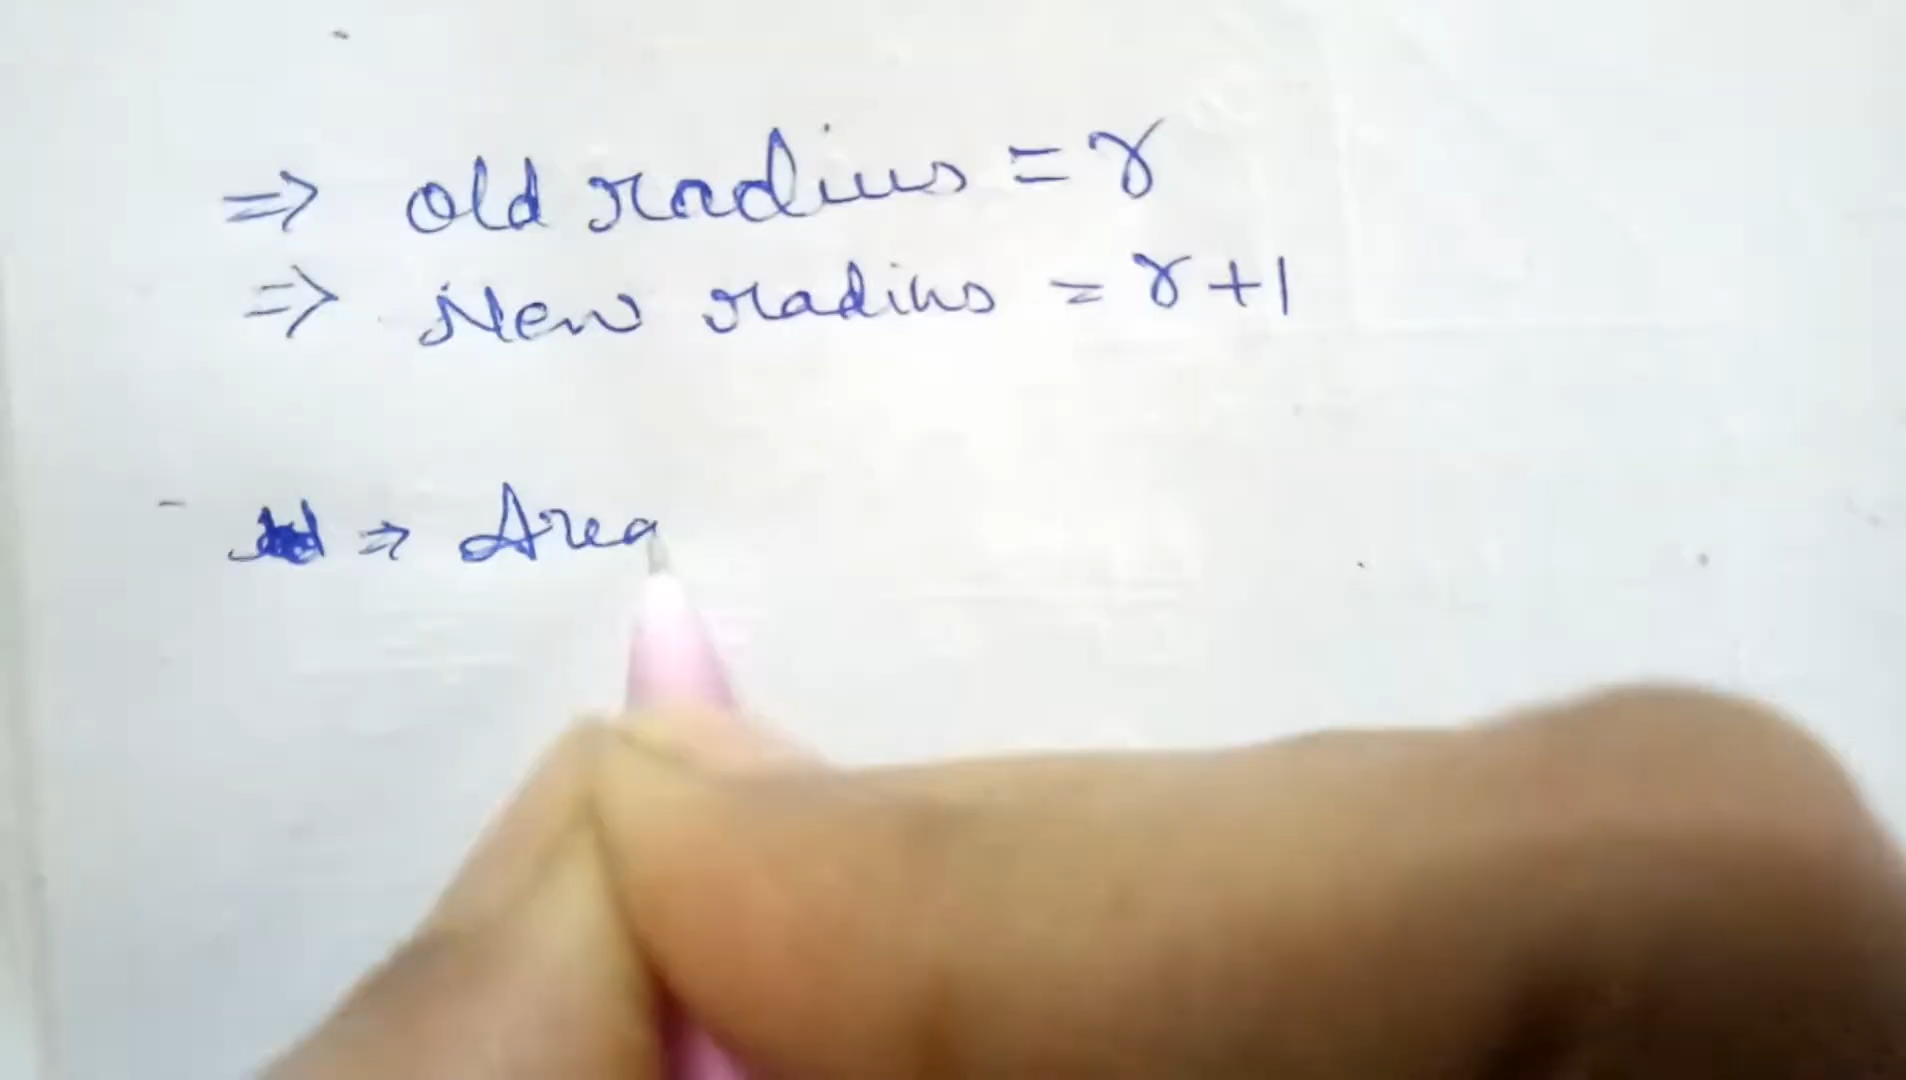 => old radius = r
=> New radius = r+1
=> Area